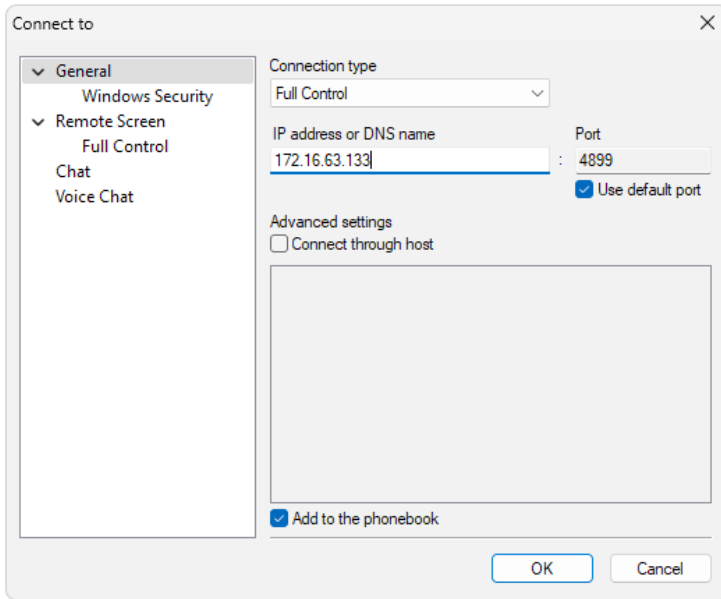 Connect to
General
Windows Security
Remote Screen
Full Control
Chat
Voice Chat
Connection type
Full Control
IP address or DNS name
Port
172.16.63.133
:
4899
Use default port
Advanced settings
Connect through host
Add to the phonebook
OK
Cancel